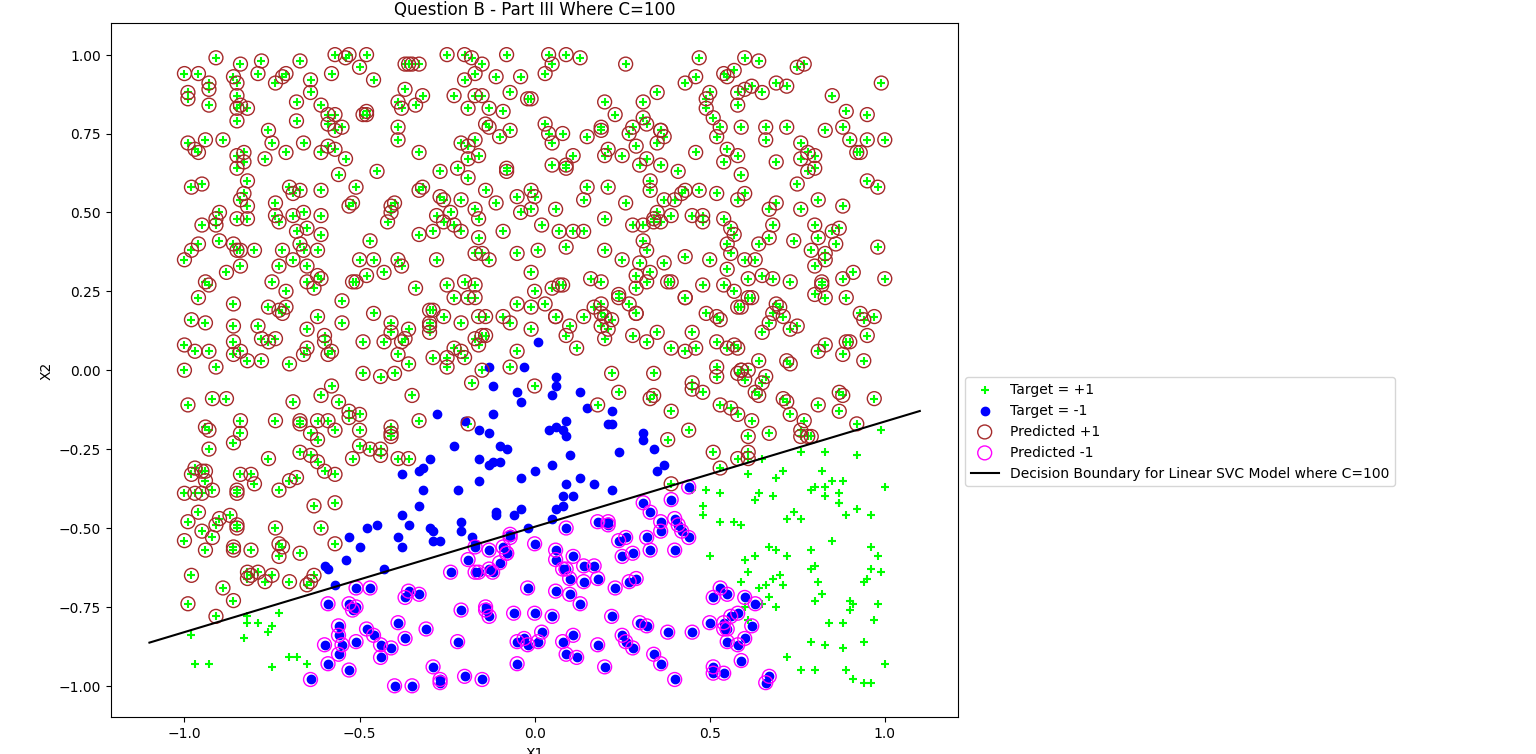 Question B - Part III Where C=100
1.00
0.75
0.50
0.25
0.00
−0.25
−0.50
−0.75
−1.00
X2
−1.0
−0.5
0.0
0.5
1.0
X1
Target = +1
Target = -1
Predicted +1
Predicted -1
Decision Boundary for Linear SVC Model where C=100